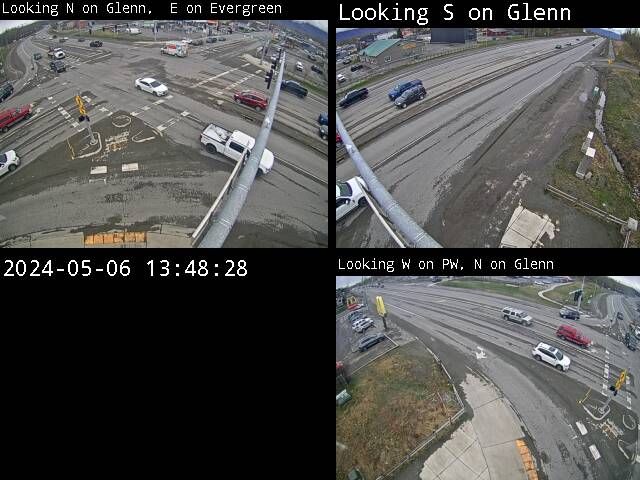 Looking N on Glenn, E on Evergreen
Looking S on Glenn
2024-05-06 13:48:28
Looking W on PW, N on Glenn